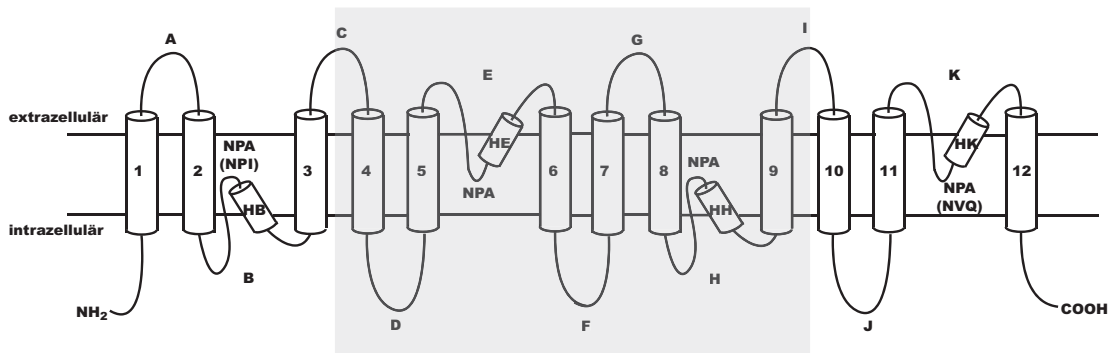 A
C
E
G
I
K
extrazellulär
NPA
(NPI)
HE
NPA
HK
1
2
3
4
5
6
7
8
9
10
11
12
HB
NPA
HH
NPA
(NVQ)
intrazellulär
B
H
NH2
COOH
D
F
J